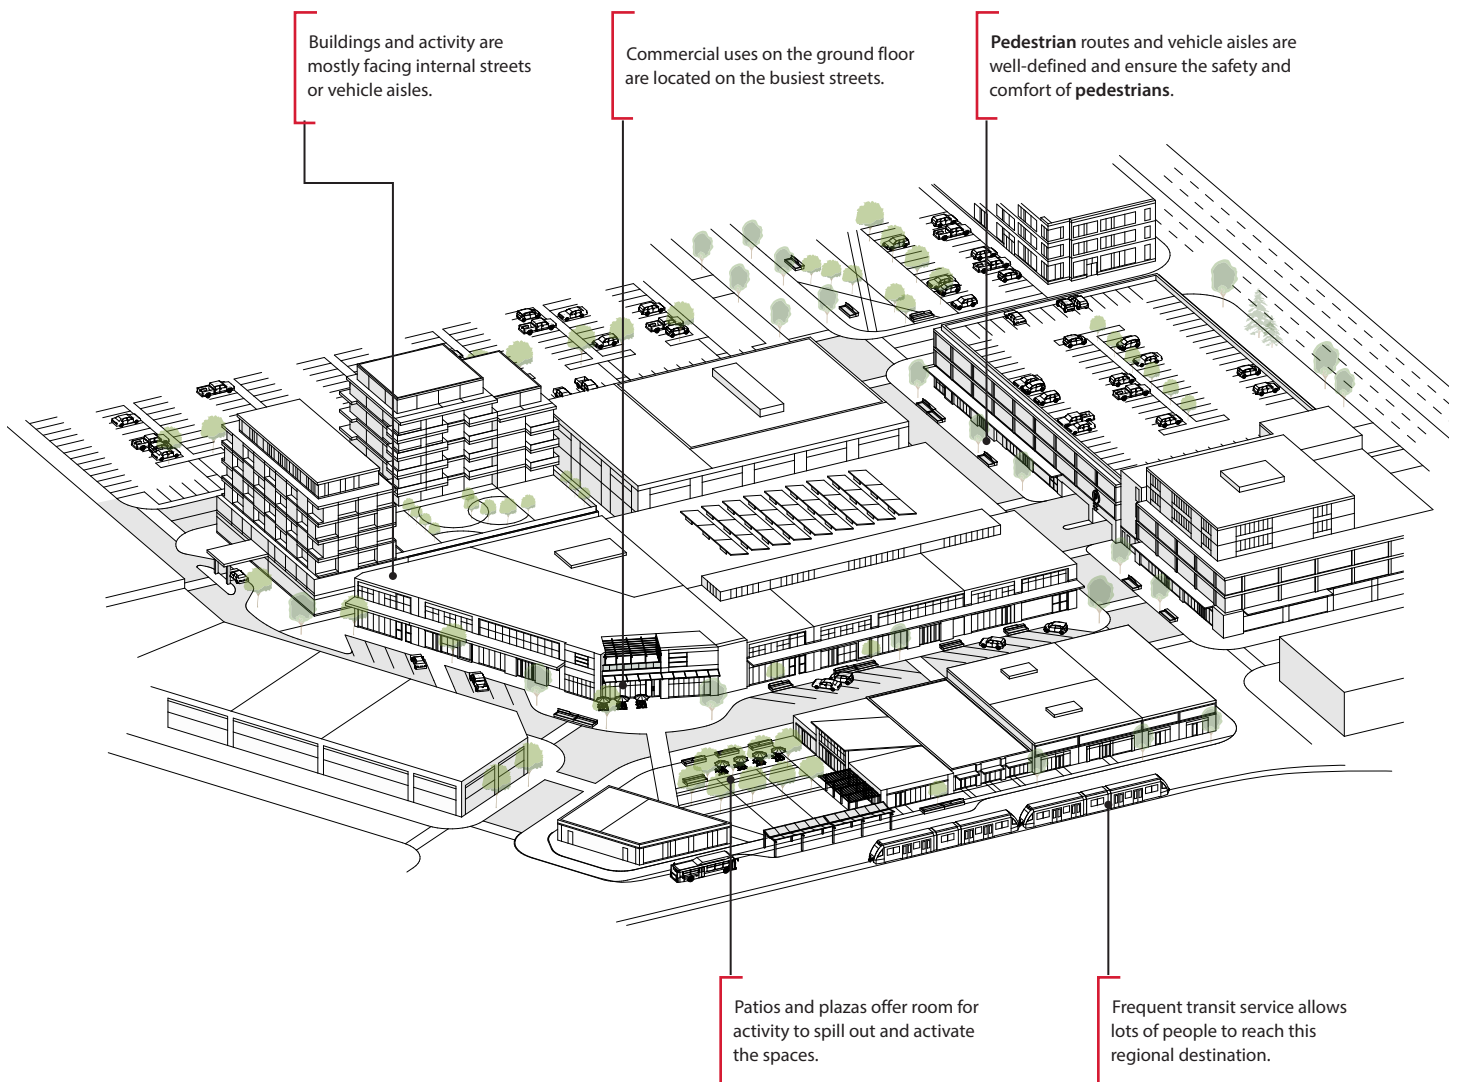 Buildings and activity are
mostly facing internal streets
or vehicle aisles.
Commercial uses on the ground floor
are located on the busiest streets.
Pedestrian routes and vehicle aisles are
well-defined and ensure the safety and
comfort of pedestrians.
Patios and plazas offer room for
activity to spill out and activate
the spaces.
Frequent transit service allows
lots of people to reach this
regional destination.